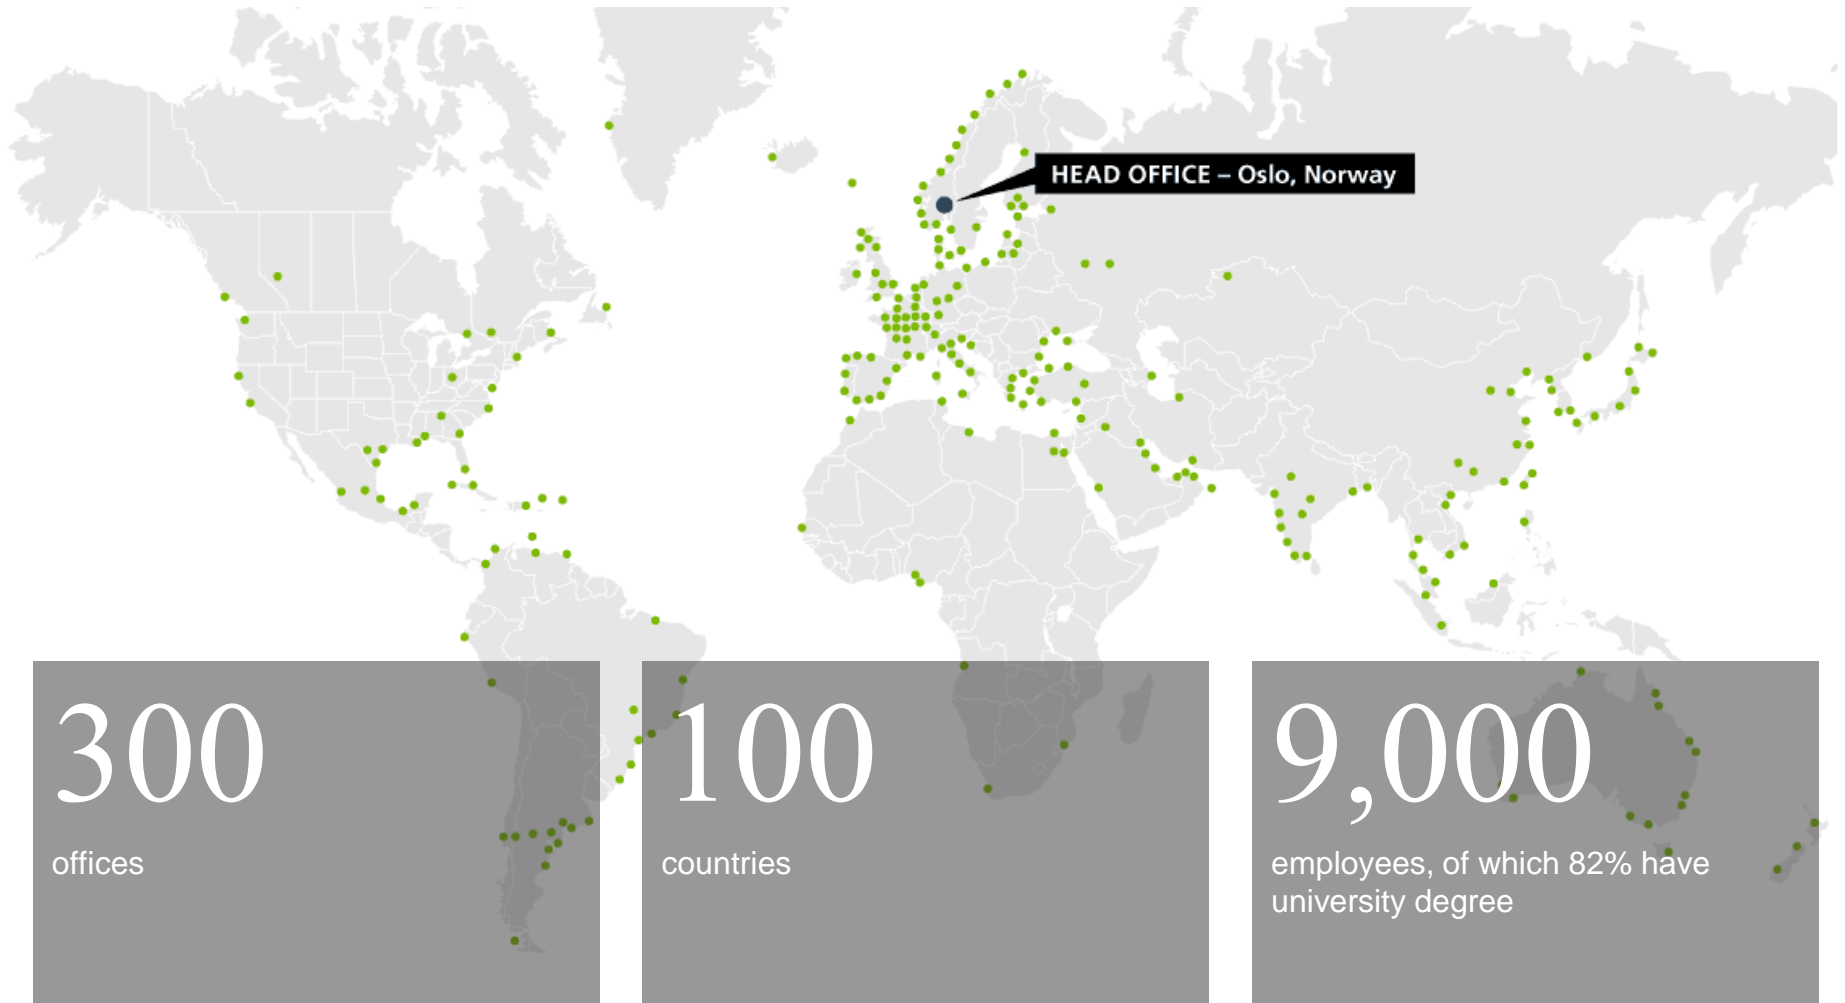 HEAD OFFICE – Oslo, Norway
300
offices
100
countries
9,000
employees, of which 82% have
university degree